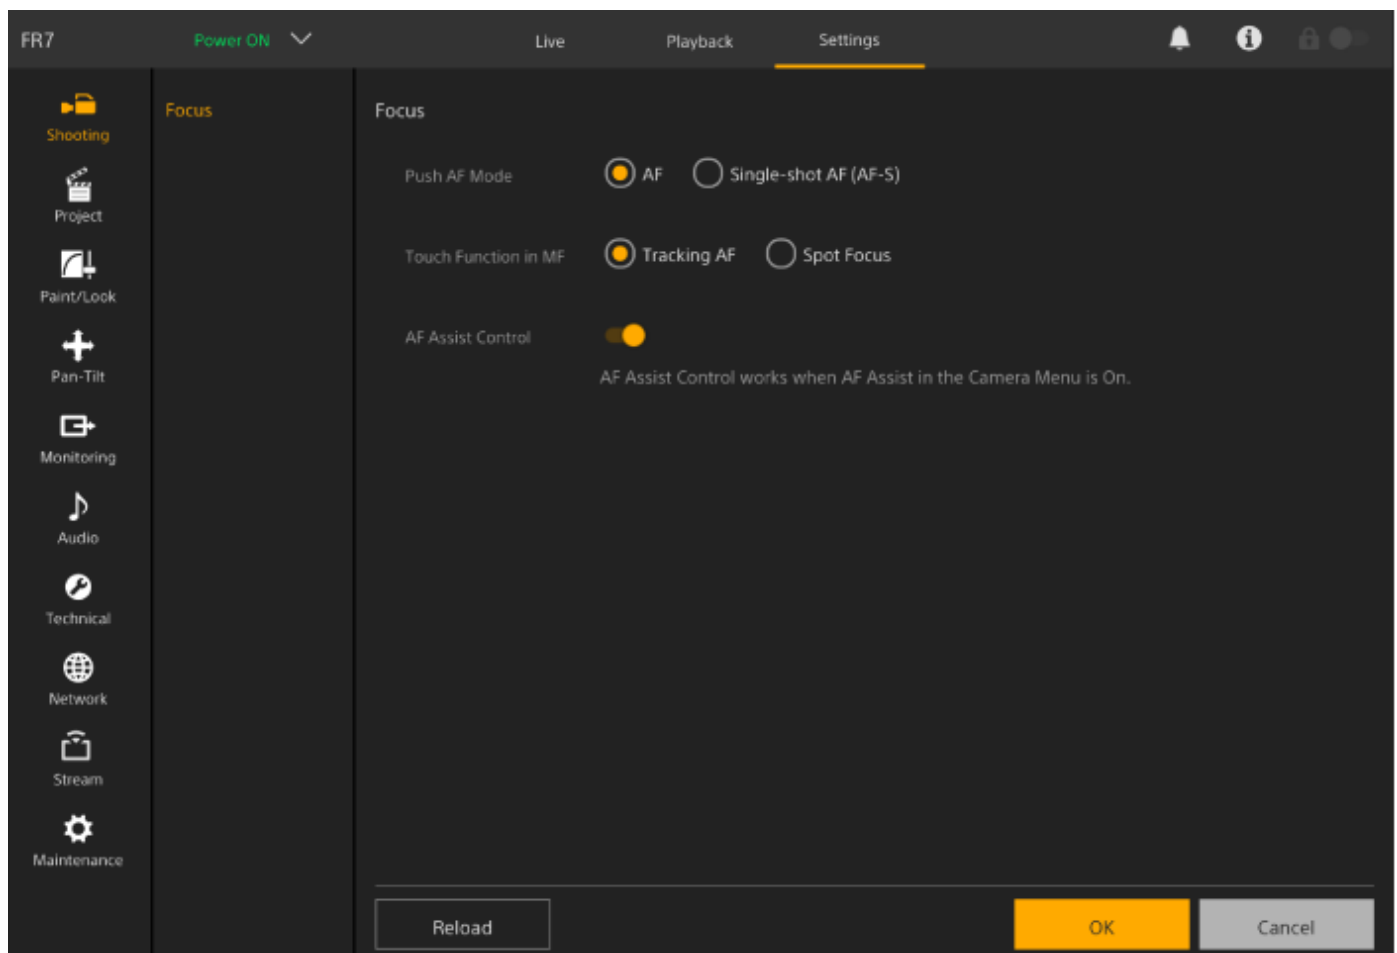 FR7 Power ON Live Playback Settings
Shooting
Project
Paint/Look
Pan-Tilt
Monitoring
Audio
Technical
Network
Stream
Maintenance
Focus
Focus
Push AF Mode AF Single-shot AF (AF-S)
Touch Function in MF Tracking AF Spot Focus
AF Assist Control
AF Assist Control works when AF Assist in the Camera Menu is On.
Reload OK Cancel